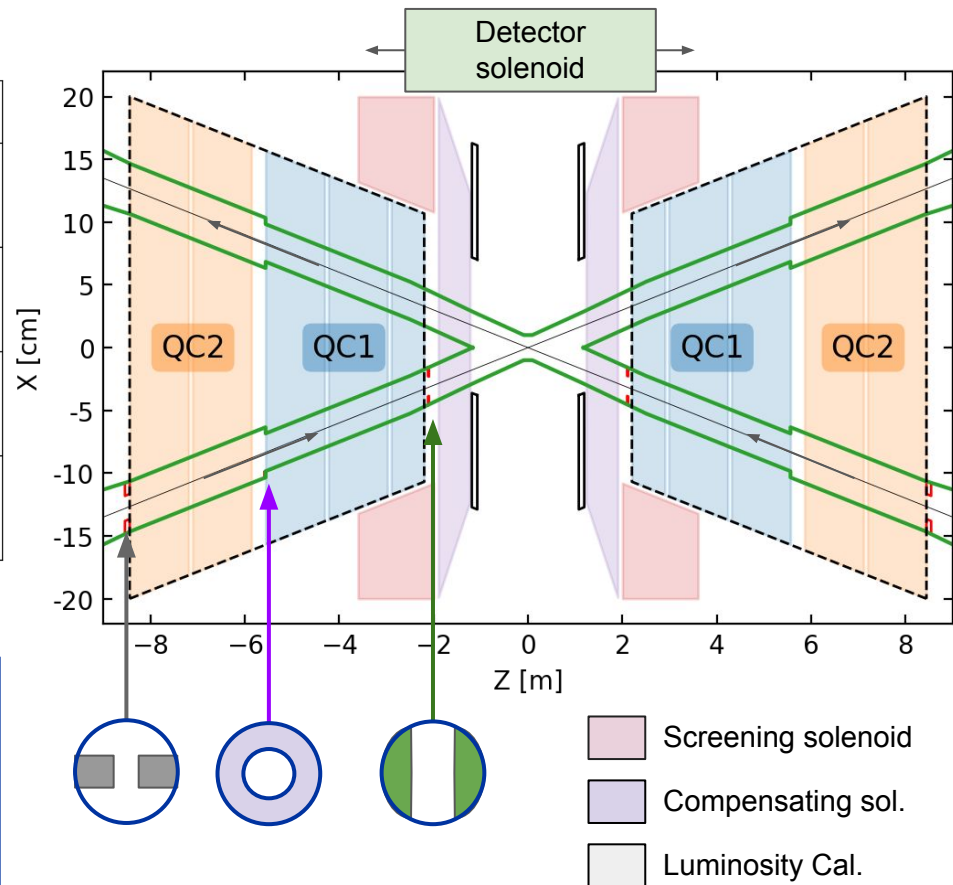 Detector
solenoid
20
15
10
5
0
-5
-10
-15
-20
X [cm]
QC2
QC1
QC1
QC2
−8
−6
−4
−2
0
2
4
6
8
Z [m]
Screening solenoid
Compensating sol.
Luminosity Cal.